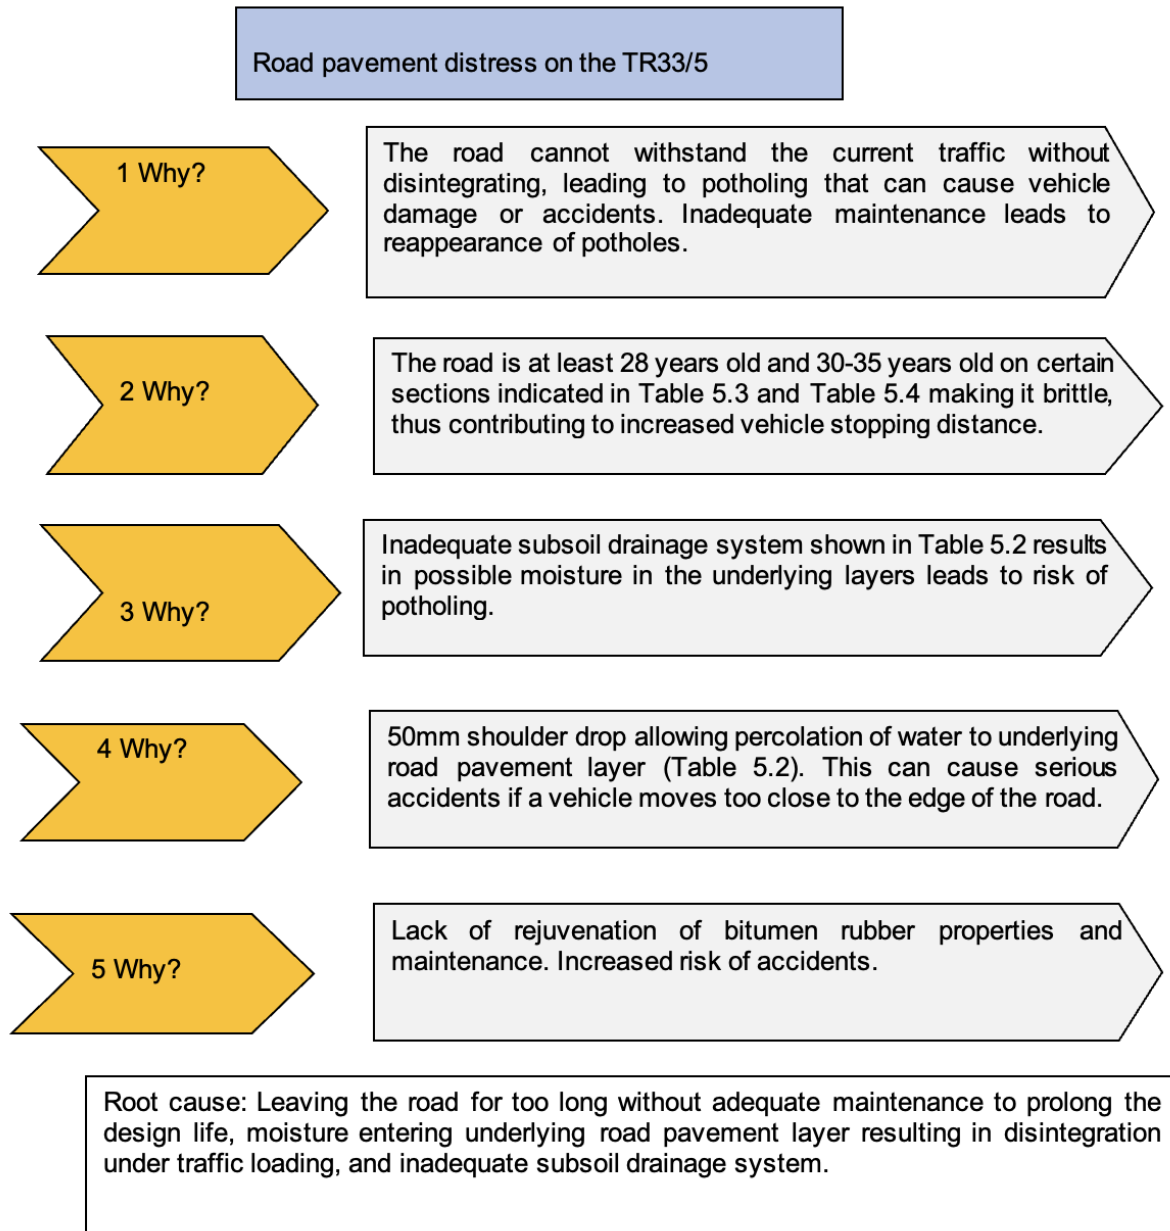 Road pavement distress on the TR33/5
1 Why?
The road cannot withstand the current traffic without
disintegrating, leading to potholing that can cause vehicle
damage or accidents. Inadequate maintenance leads to
reappearance of potholes.
2 Why?
The road is at least 28 years old and 30-35 years old on certain
sections indicated in Table 5.3 and Table 5.4 making it brittle,
thus contributing to increased vehicle stopping distance.
3 Why?
Inadequate subsoil drainage system shown in Table 5.2 results
in possible moisture in the underlying layers leads to risk of
potholing.
4 Why?
50mm shoulder drop allowing percolation of water to underlying
road pavement layer (Table 5.2). This can cause serious
accidents if a vehicle moves too close to the edge of the road.
5 Why?
Lack of rejuvenation of bitumen rubber properties and
maintenance. Increased risk of accidents.
Root cause: Leaving the road for too long without adequate maintenance to prolong the
design life, moisture entering underlying road pavement layer resulting in disintegration
under traffic loading, and inadequate subsoil drainage system.